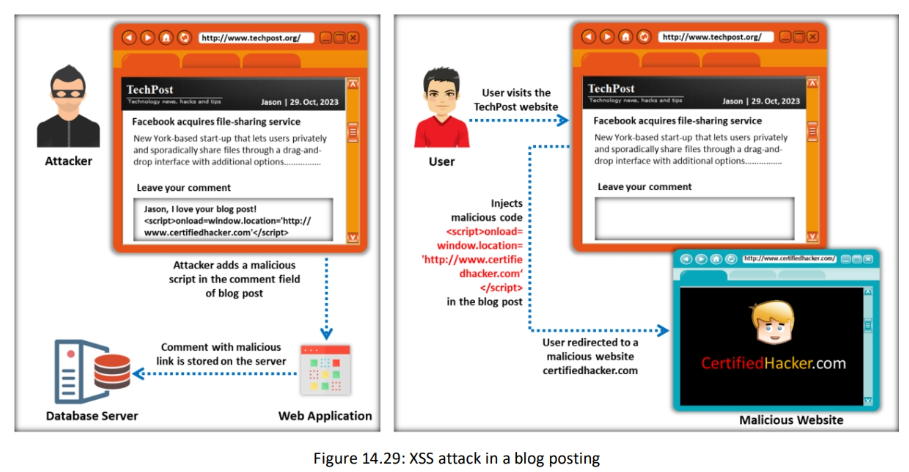 http://www.techpost.org/
TechPost
Technology news, hacks and tips
Jason | 29. Oct, 2023
Facebook acquires file-sharing service
New York-based start-up that lets users privately
and sporadically share files through a drag-and-
drop interface with additional options................
Leave your comment
Jason, I love your blog post!
<script>onload=window.location='http://
www.certifiedhacker.com'</script>
Attacker
Attacker adds a malicious
script in the comment field
of blog post
Comment with malicious
link is stored on the server
Database Server
Web Application
User visits the
TechPost website
User
http://www.techpost.org/
TechPost
Technology news, hacks and tips
Jason | 29. Oct, 2023
Facebook acquires file-sharing service
New York-based start-up that lets users privately
and sporadically share files through a drag-and-
drop interface with additional options................
Leave your comment
Injects
malicious code
<script>onload=
window.location=
'http://www.certifie
dhacker.com'
</script>
in the blog post
User redirected to a
malicious website
certifiedhacker.com
http://www.certifiedhacker.com/
CertifiedHacker.com
Malicious Website
Figure 14.29: XSS attack in a blog posting